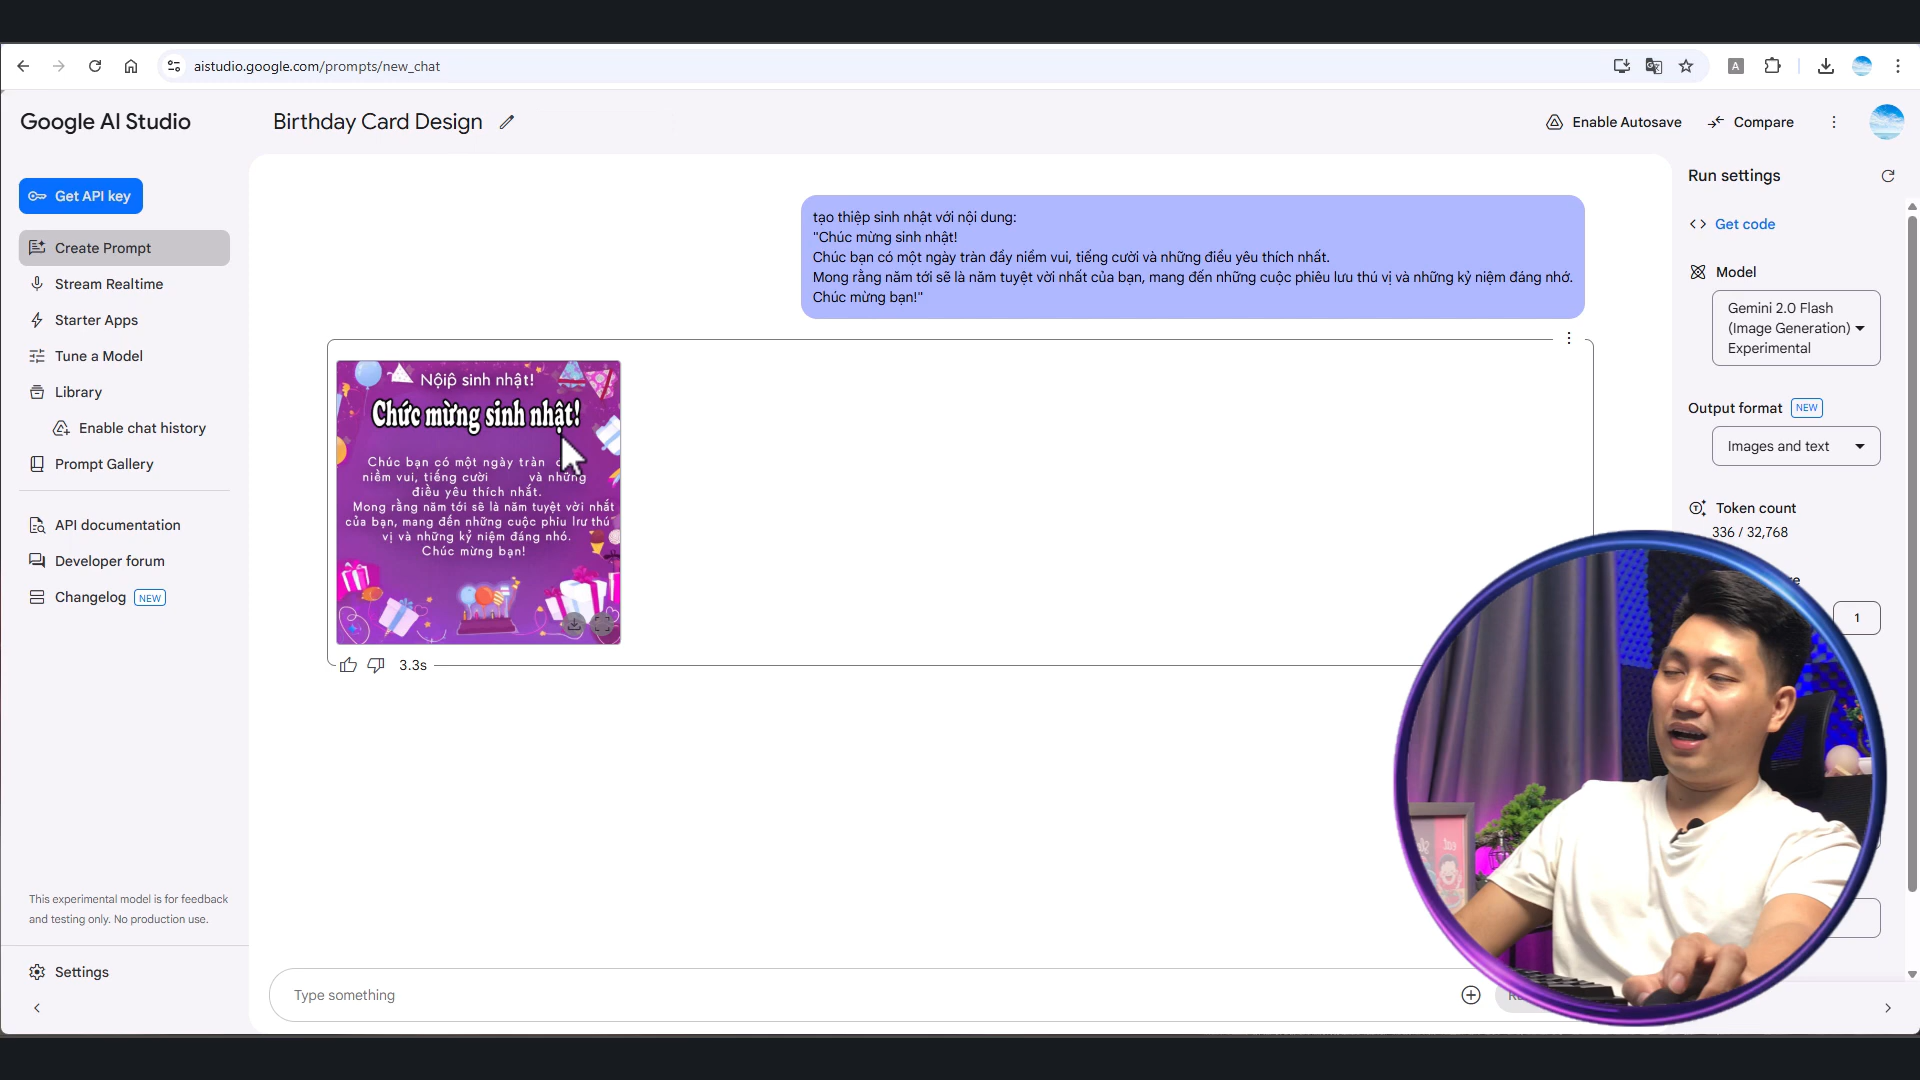 aistudio.google.com/prompts/new_chat
A
Google AI Studio
Birthday Card Design
Enable Autosave
Compare
Get API key
Create Prompt
Stream Realtime
Starter Apps
Tune a Model
Library
Enable chat history
Prompt Gallery
API documentation
Developer forum
Changelog NEW
This experimental model is for feedback
and testing only. No production use.
Settings
tạo thiệp sinh nhật với nội dung:
"Chúc mừng sinh nhật!
Chúc bạn có một ngày tràn đầy niềm vui, tiếng cười và những điều yêu thích nhất.
Mong rằng năm tới sẽ là năm tuyệt vời nhất của bạn, mang đến những cuộc phiêu lưu thú vị và những kỷ niệm đáng nhớ.
Chúc mừng bạn!"
sinh nhật!
Chức mừng sinh nhật!
Chúc bạn có một ngày tràn
niềm vui, tiếng cười và những
điều yêu thích nhất.
Mong rằng năm tới sẽ là năm tuyệt vời nhất
của bạn, mang đến những cuộc phiu lrư thú
vị và những kỷ niệm đáng nhó.
Chúc mừng bạn!
3.3s
Type something
Run settings
Get code
Model
Gemini 2.0 Flash
(Image Generation)
Experimental
Output format NEW
Images and text
Token count
336 / 32,768
1